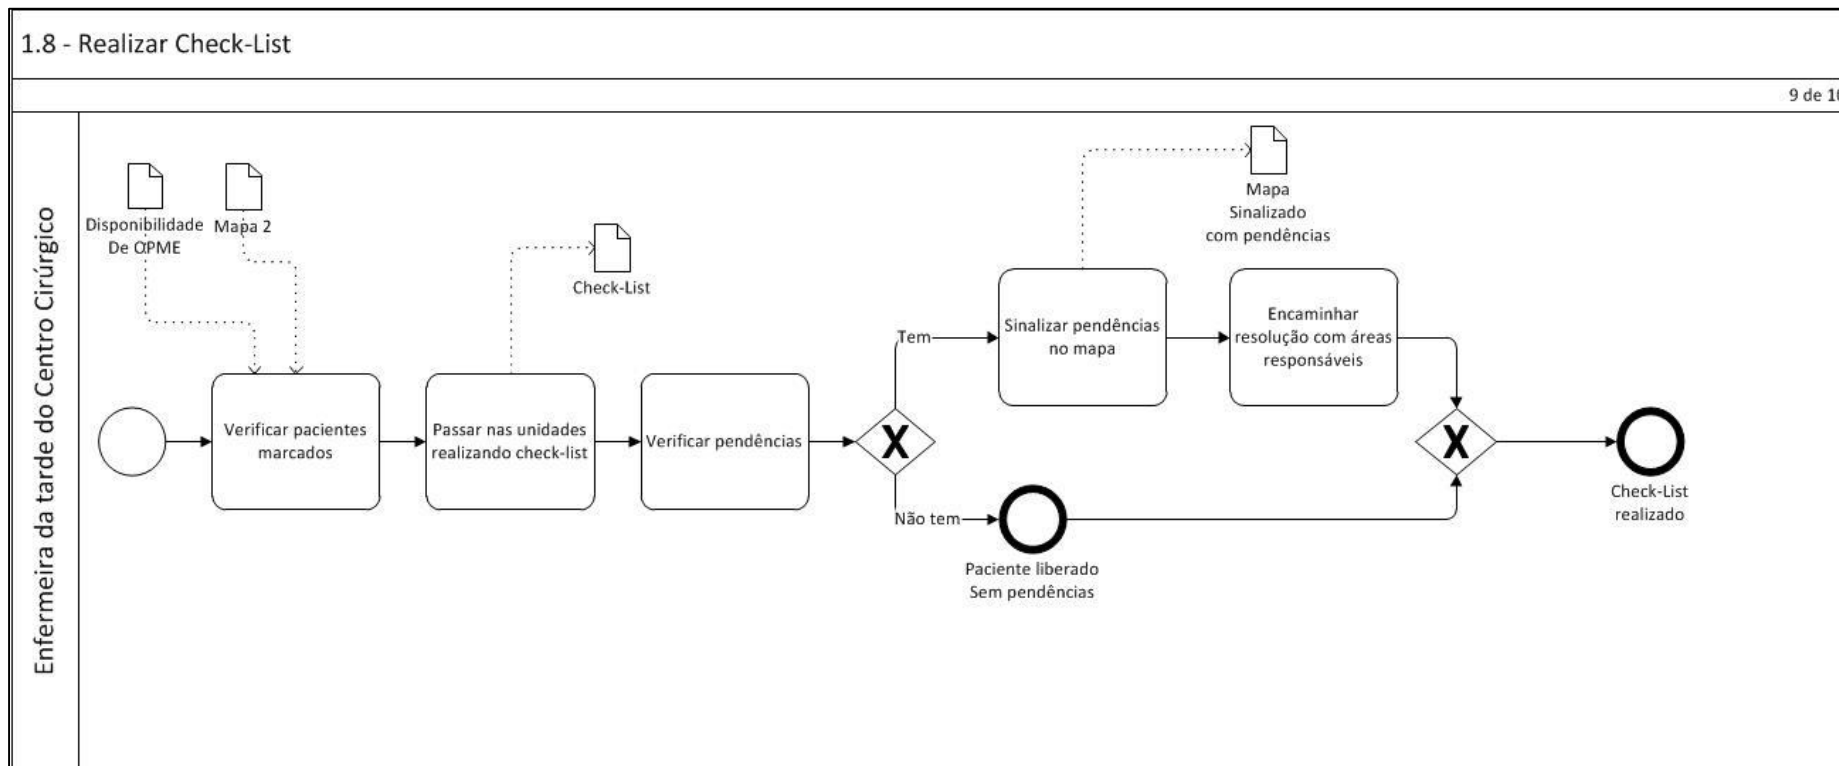 1.8 - Realizar Check-List
9 de 10
Enfermeira da tarde do Centro Cirúrgico
Disponibilidade
De OPME
Mapa 2
Check-List
Mapa
Sinalizado
com pendências
Verificar pacientes
marcados
Passar nas unidades
realizando check-list
Verificar pendências
X
Tem
Sinalizar pendências
no mapa
Encaminhar
resolução com áreas
responsáveis
Não tem
Paciente liberado
Sem pendências
X
Check-List
realizado